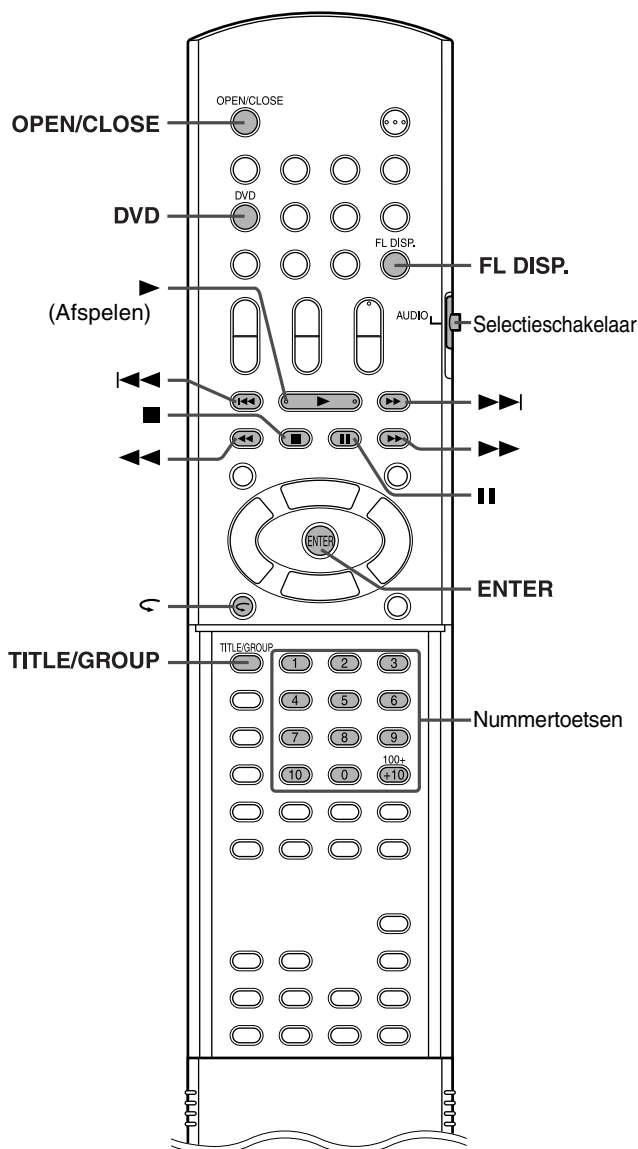 OPEN/CLOSE
OPEN/CLOSE
DVD
DVD
FL DISP.
FL DISP.
(Afspelen)
AUDIO
Selectieschakelaar
ENTER
ENTER
TITLE/GROUP
TITLE/GROUP
1 2 3
4 5 6
7 8 9
Nummertoetsen
100+
10 0 +10